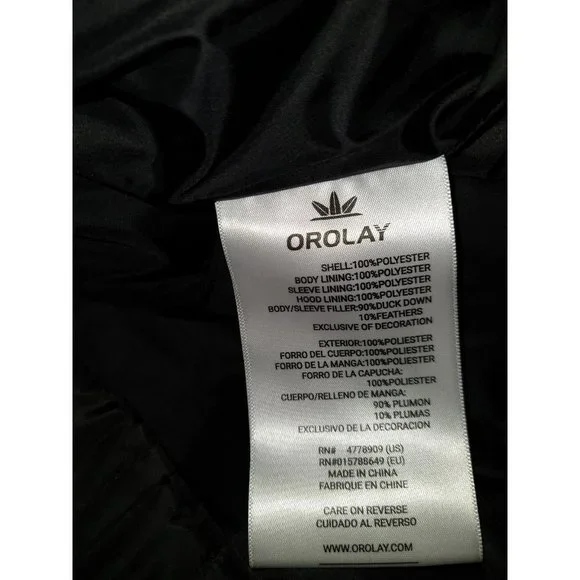 OROLAY
SHELL:100%POLYESTER
BODY LINING:100%POLYESTER
SLEEVE LINING:100%POLYESTER
HOOD LINING:100%POLYESTER
BODY/SLEEVE FILLER:90%DUCK DOWN
10%FEATHERS
EXCLUSIVE OF DECORATION
EXTERIOR:100%POLIESTER
FORRO DEL CUERPO:100%POLIESTER
FORRO DE LA MANGA:100%POLIESTER
FORRO DE LA CAPUCHA:
100%POLIESTER
CUERPO/RELLENO DE MANGA:
90% PLUMON
10% PLUMAS
EXCLUSIVO DE LA DECORACION
RN# 4778909 (US)
RN#015788649 (EU)
MADE IN CHINA
FABRIQUE EN CHINE
CARE ON REVERSE
CUIDADO AL REVERSO
WWW.OROLAY.COM